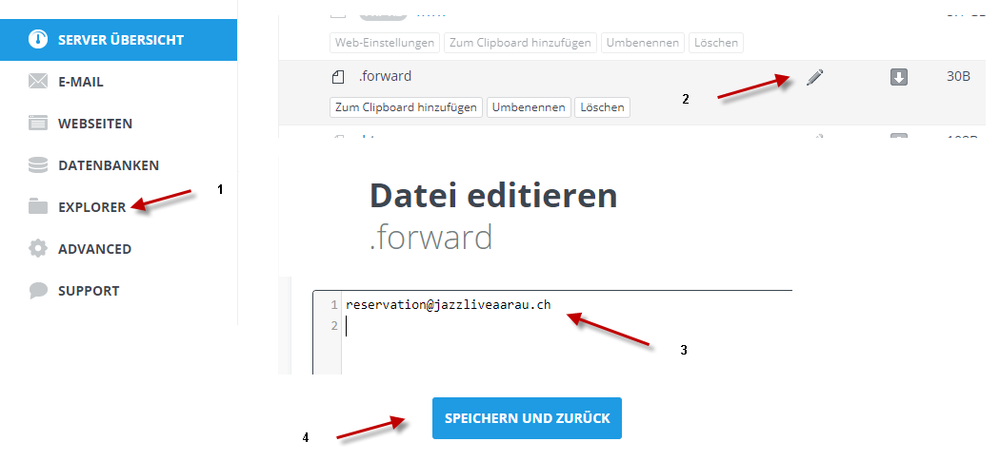 SERVER ÜBERSICHT
E-MAIL
WEBSEITEN
DATENBANKEN
EXPLORER
ADVANCED
SUPPORT
1
Web-Einstellungen Zum Clipboard hinzufügen Umbenennen Löschen
.forward 30B
2
Zum Clipboard hinzufügen Umbenennen Löschen
Datei editieren
.forward
1 reservation@jazzliveaarau.ch
2
3
SPEICHERN UND ZURÜCK
4